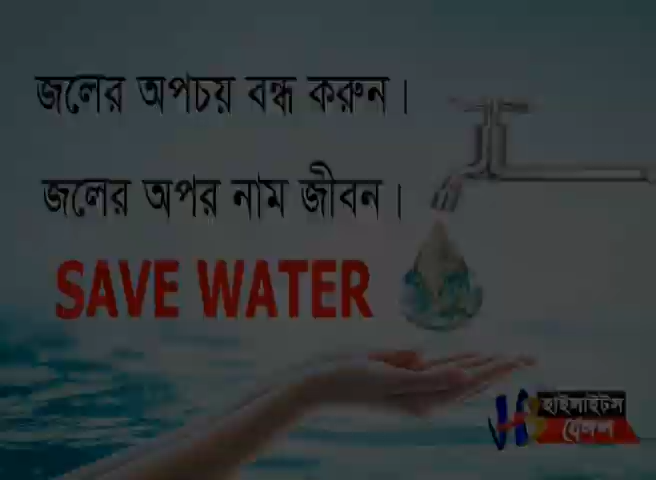 জলের অপচয় বন্ধ করুন।
জলের অপর নাম জীবন।
SAVE WATER
হাইলাইটস
বেঙ্গল